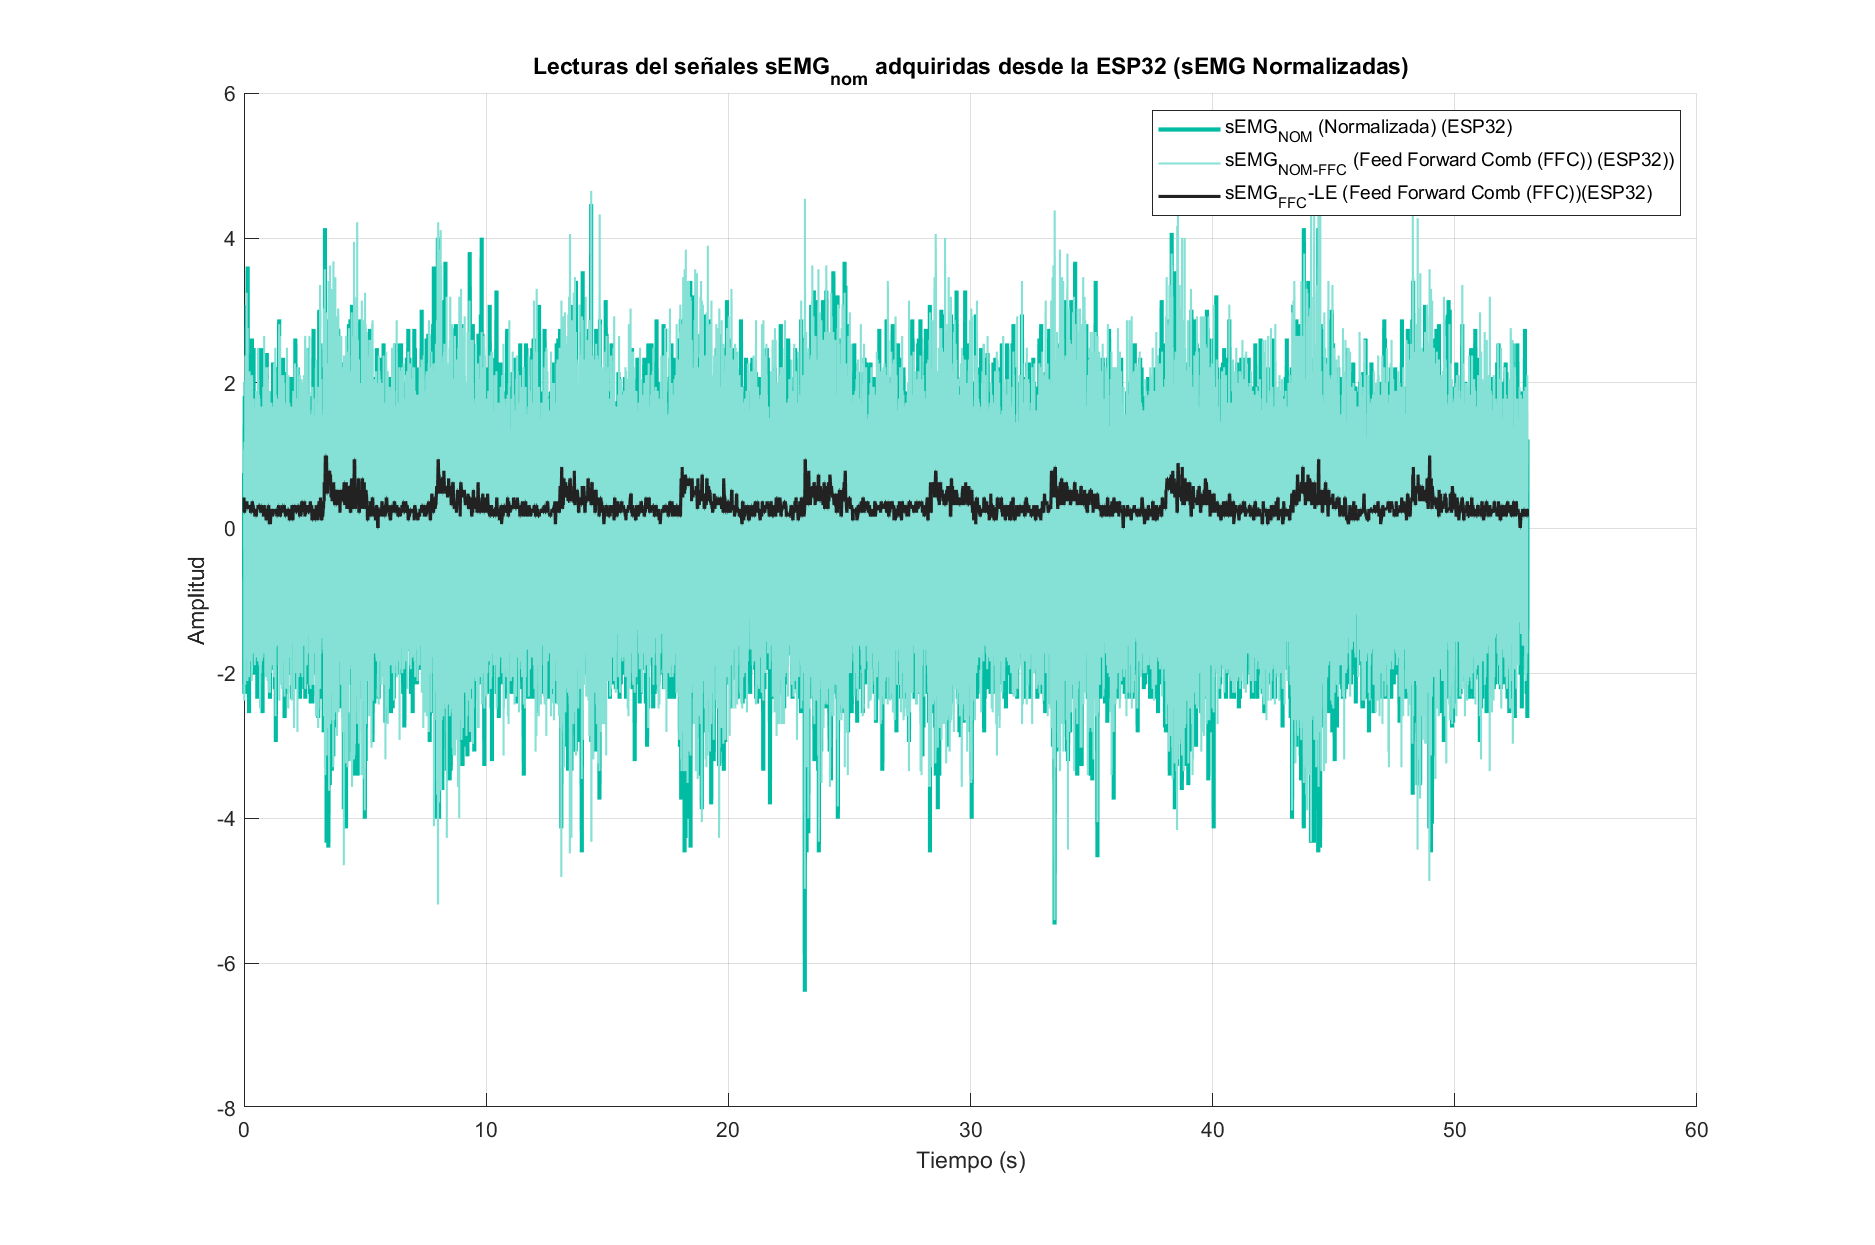 Lecturas del señales sEMGnom adquiridas desde la ESP32 (sEMG Normalizadas)
sEMGNOM (Normalizada) (ESP32)
sEMGNOM-FFC (Feed Forward Comb (FFC)) (ESP32))
sEMGFFC-LE (Feed Forward Comb (FFC))(ESP32)
6
4
2
0
-2
-4
-6
-8
Amplitud
0 10 20 30 40 50 60
Tiempo (s)